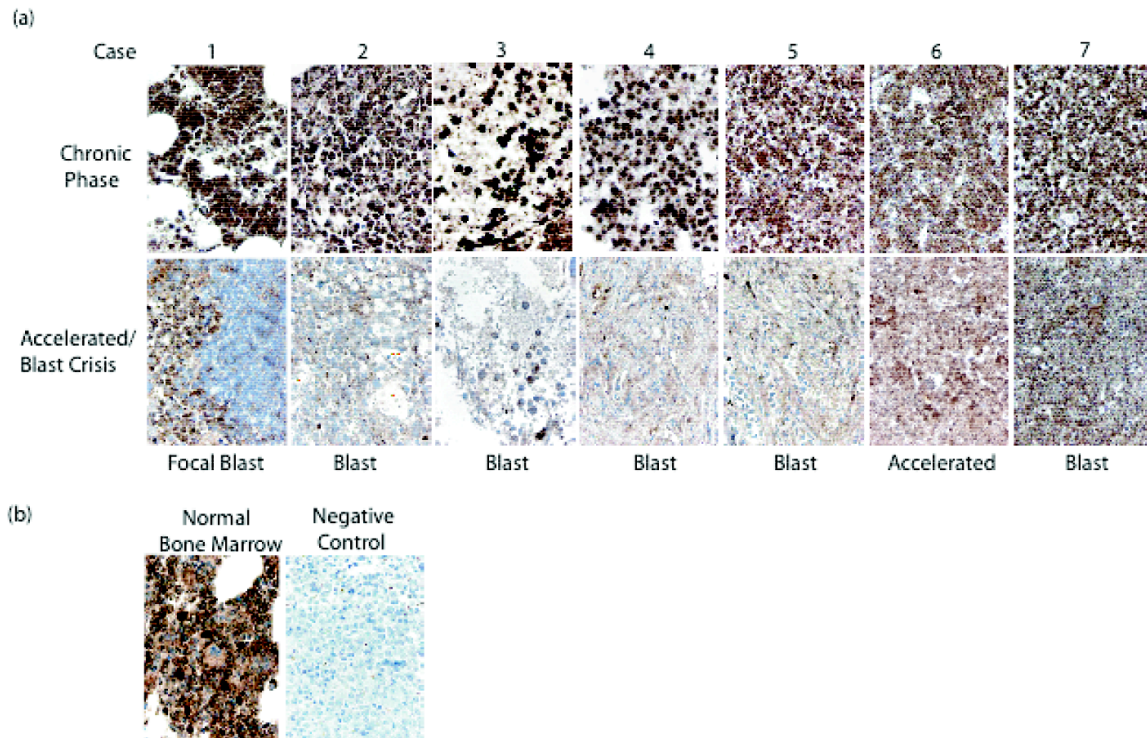 (a)
Case 1 2 3 4 5 6 7
Chronic
Phase
Accelerated/
Blast Crisis
Focal Blast Blast Blast Blast Blast Accelerated Blast
(b)
Normal
Bone Marrow
Negative
Control